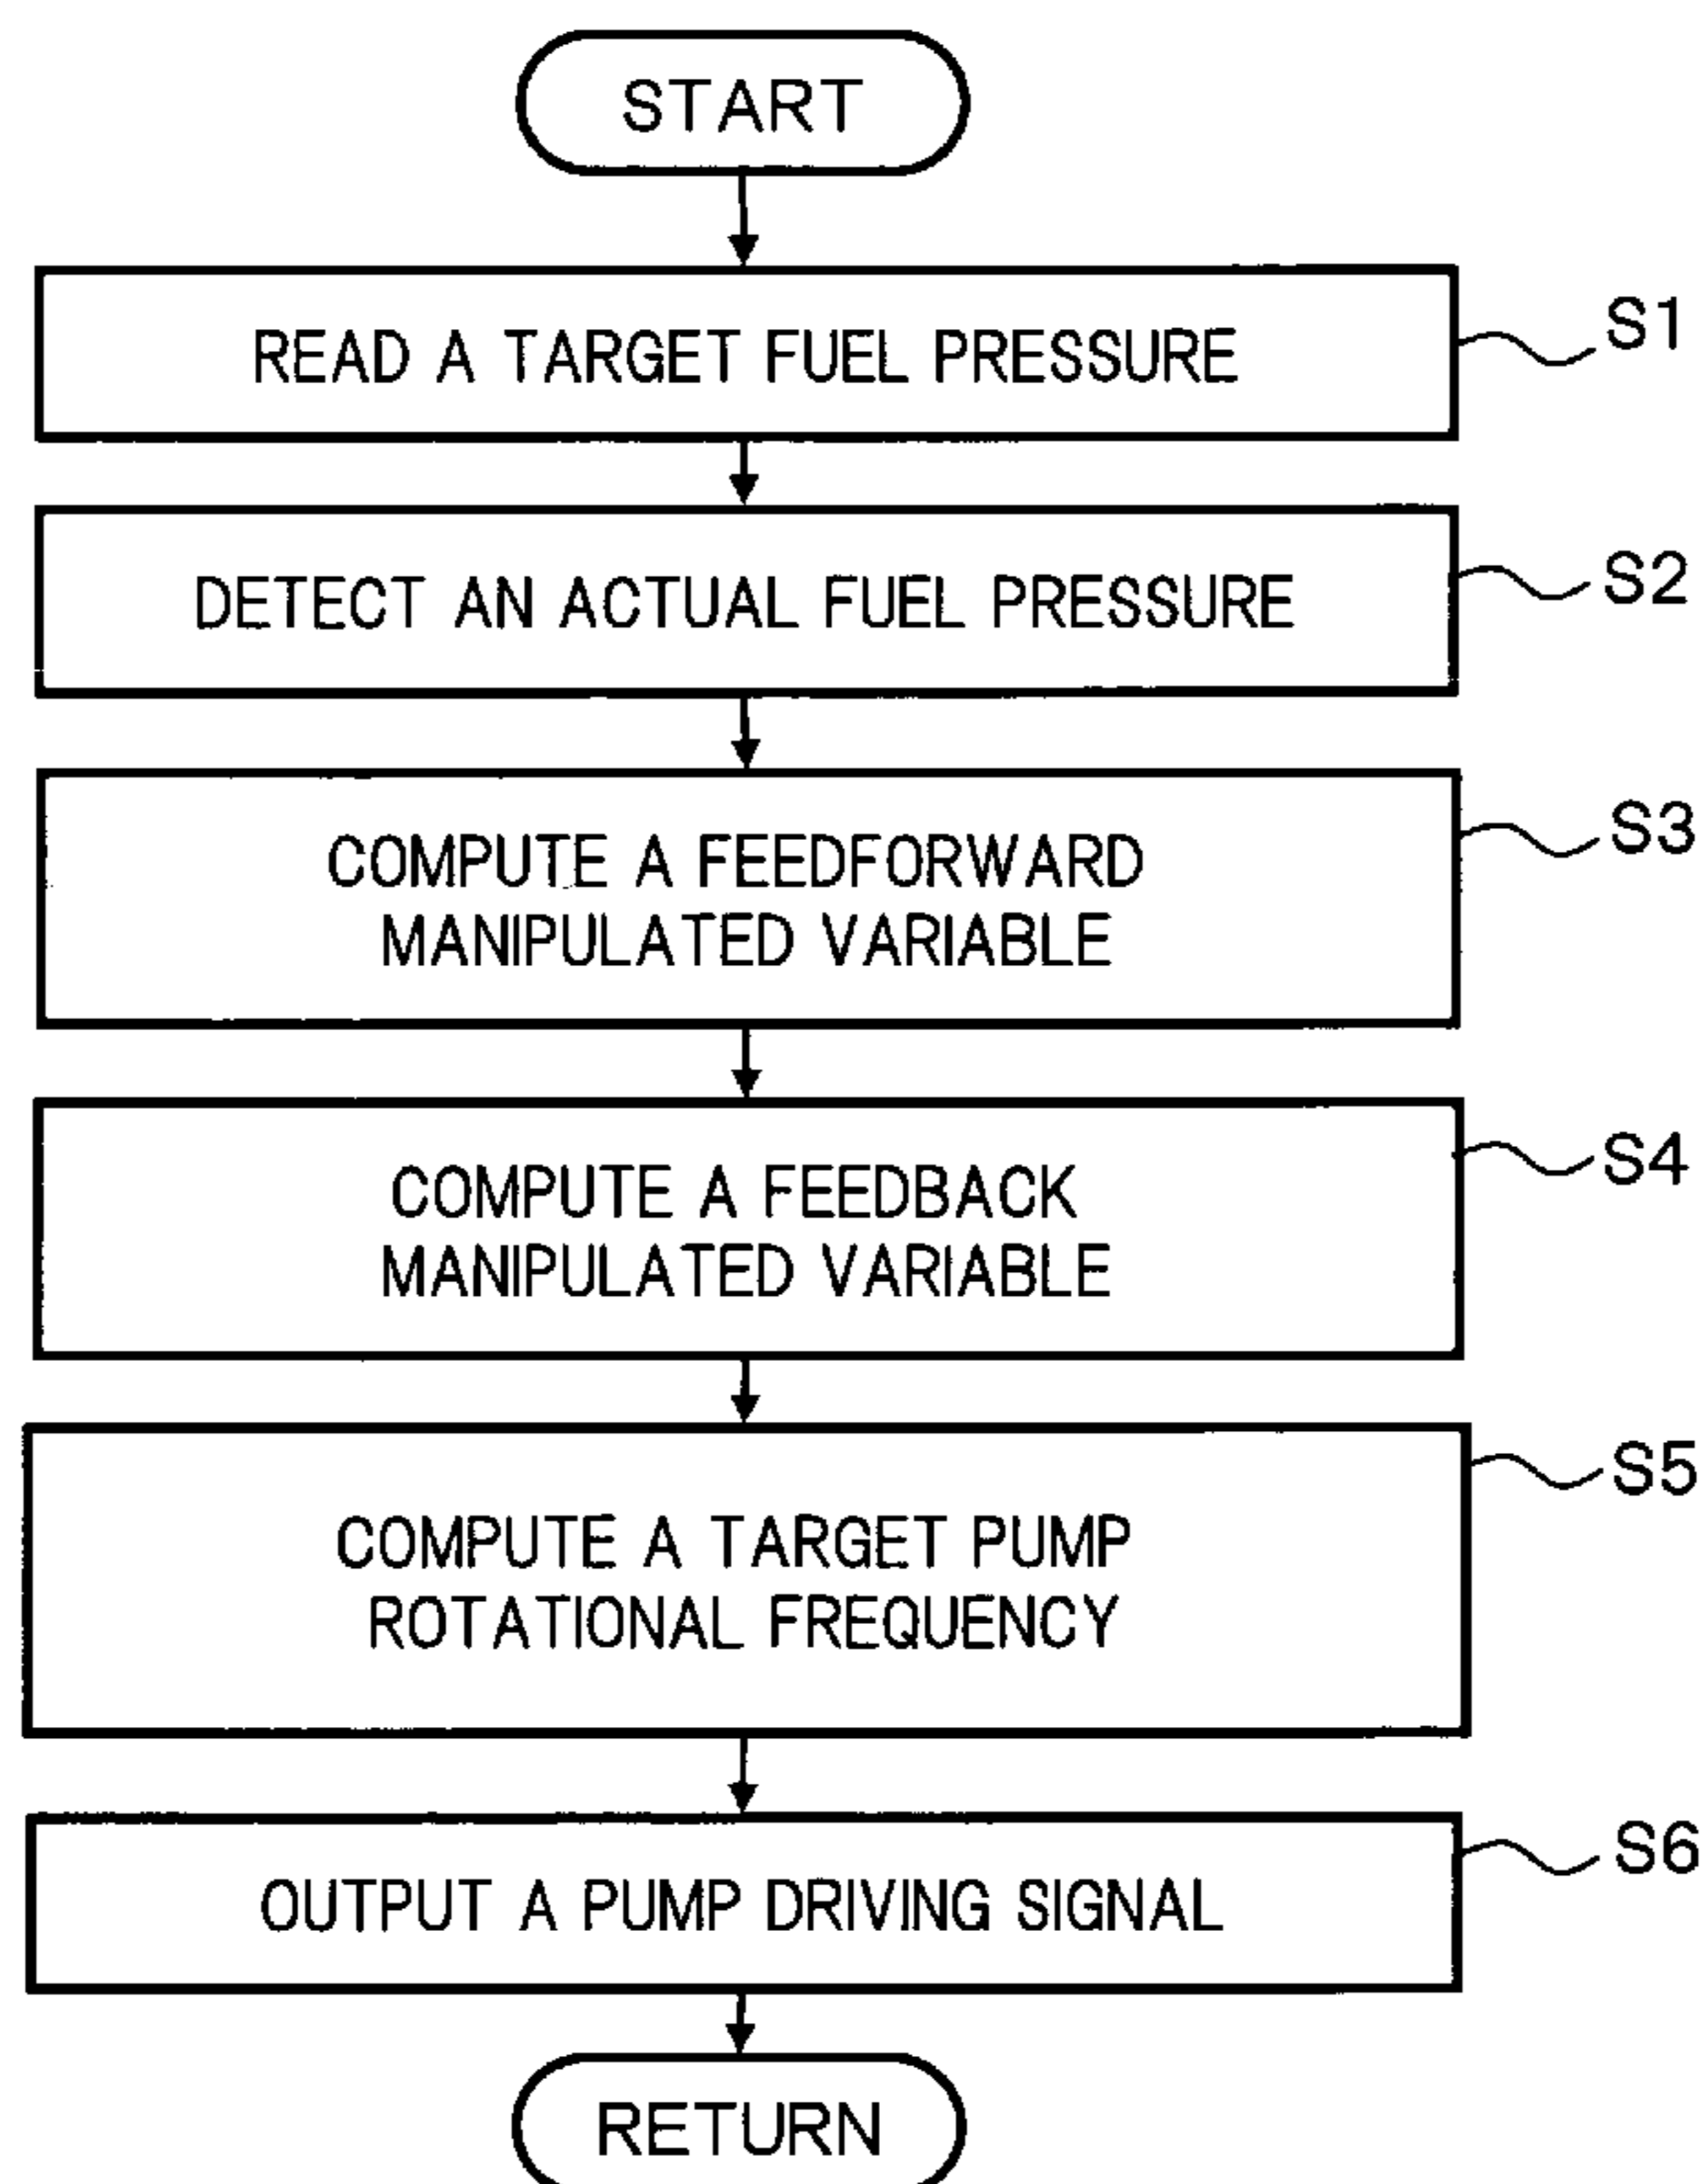 START
READ A TARGET FUEL PRESSURE
S1
DETECT AN ACTUAL FUEL PRESSURE
S2
COMPUTE A FEEDFORWARD
MANIPULATED VARIABLE
S3
COMPUTE A FEEDBACK
MANIPULATED VARIABLE
S4
COMPUTE A TARGET PUMP
ROTATIONAL FREQUENCY
S5
OUTPUT A PUMP DRIVING SIGNAL
S6
RETURN